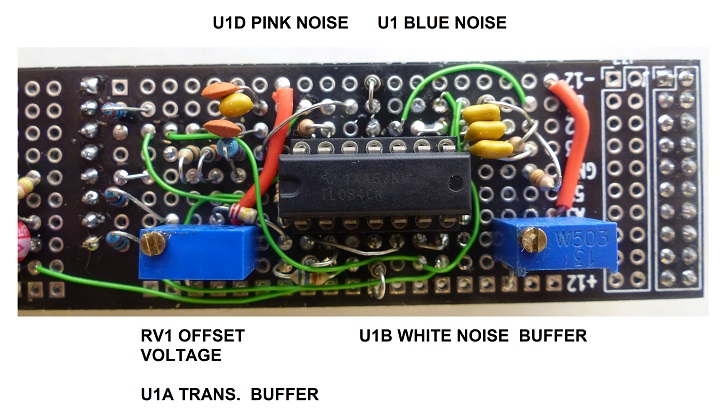 U1D PINK NOISE U1 BLUE NOISE
-12
TL084CN
W503
+12
RV1 OFFSET
VOLTAGE
U1B WHITE NOISE BUFFER
U1A TRANS. BUFFER